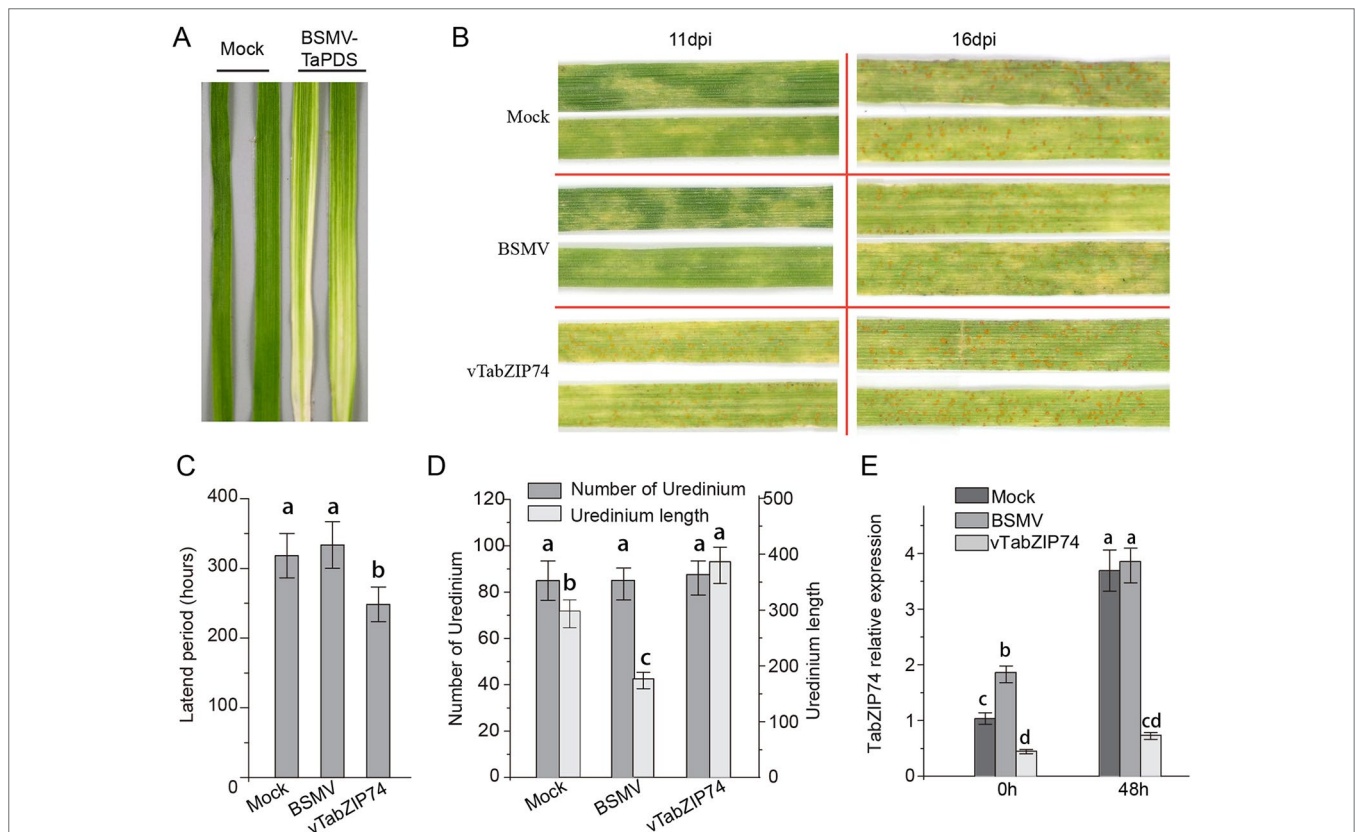 A
Mock
BSMV-
TaPDS
B
11dpi
16dpi
Mock
BSMV
vTabZIP74
C
Latend period (hours)
400
300
200
100
0
a
a
b
Mock
BSMV
vTabZIP74
D
Number of Uredinium
Uredinium length
Number of Uredinium
120
100
80
60
40
20
0
a
b
a
c
a
a
500
400
300
200
100
0
Uredinium length
Mock
BSMV
vTabZIP74
E
Mock
BSMV
vTabZIP74
TabZIP74 relative expression
4
3
2
1
0
c
b
d
a
a
cd
0h
48h